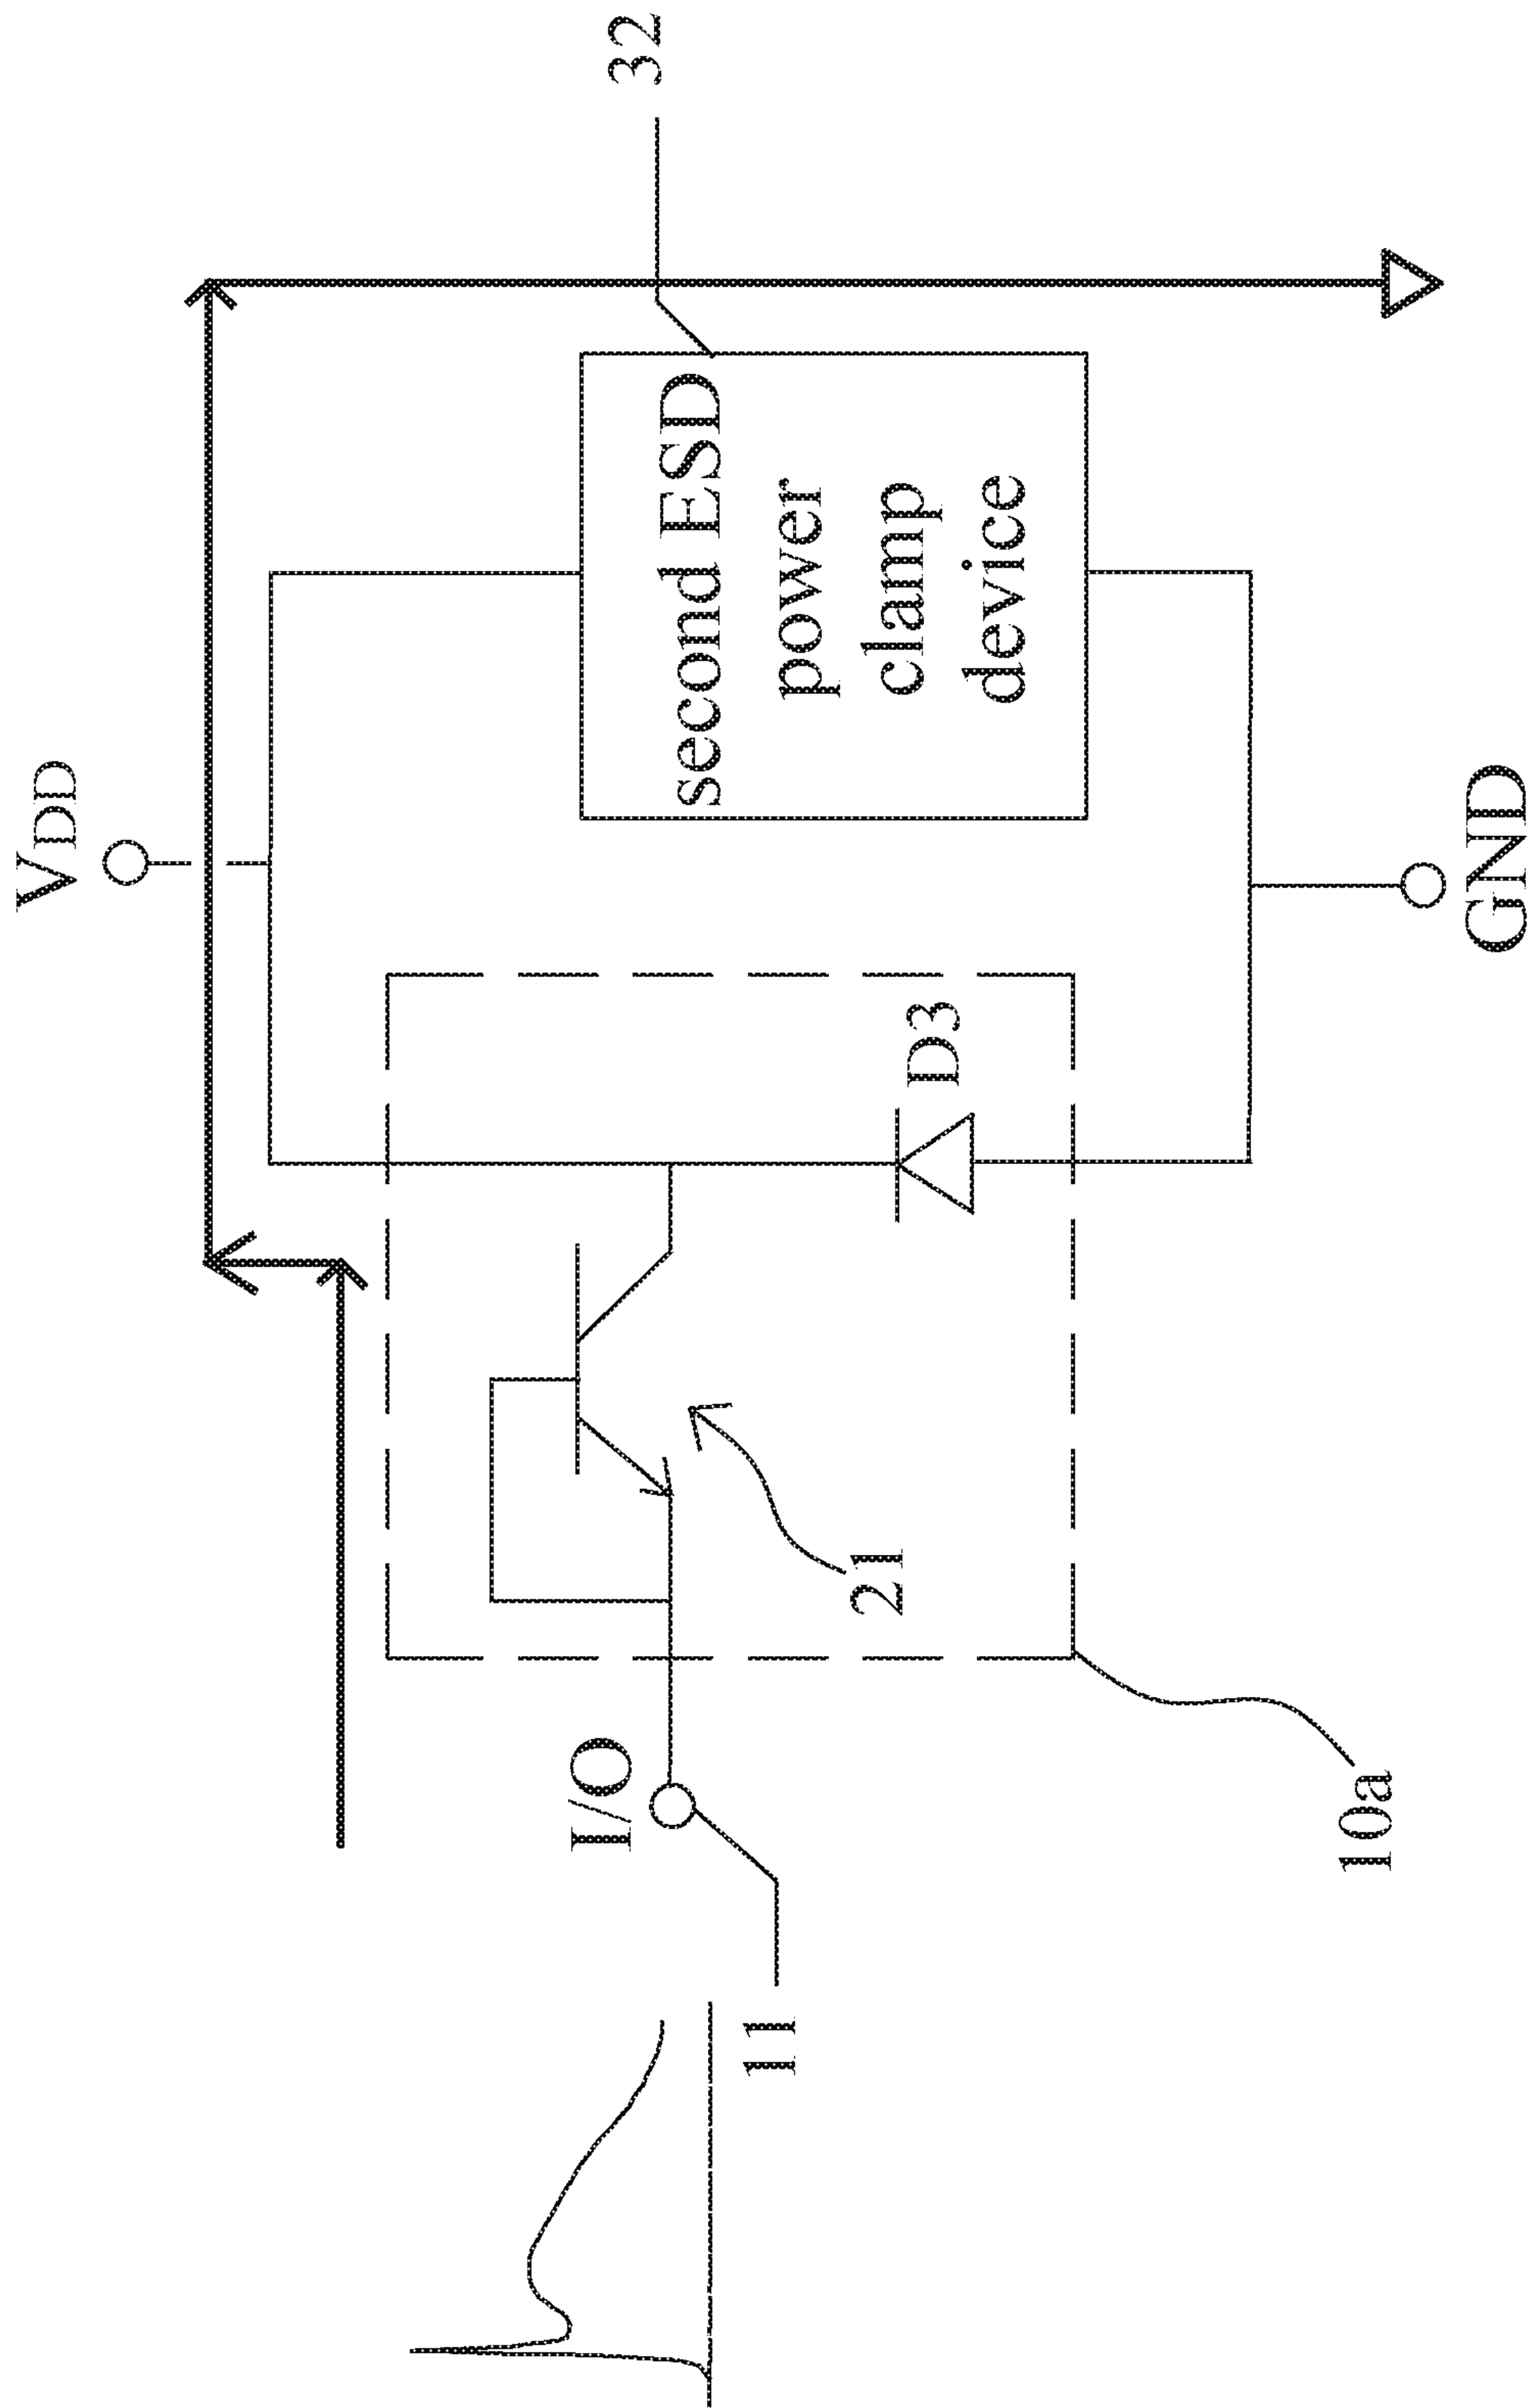 VDD
32
second ESD
power
clamp
device
D3
21
I/O
11
10a
GND